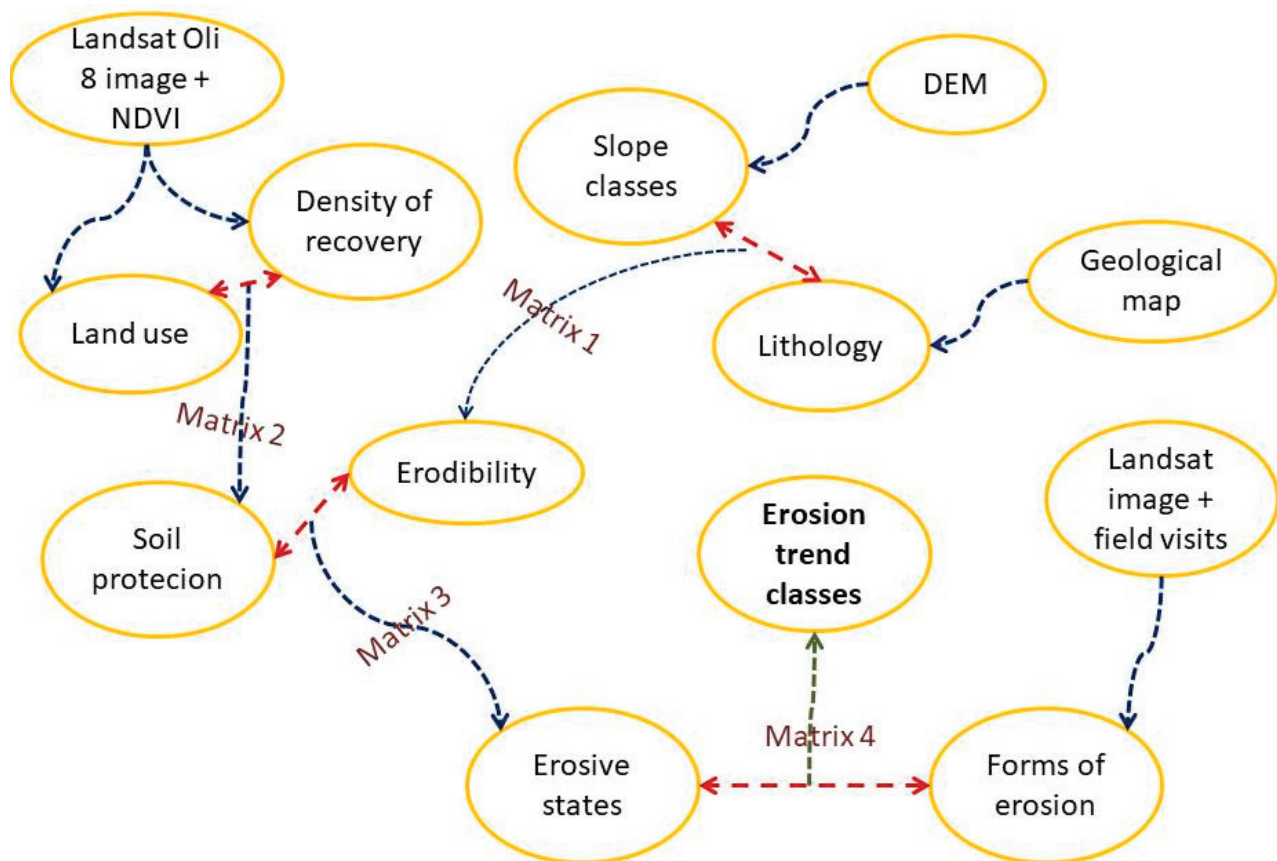 Landsat Oli
8 image +
NDVI
DEM
Slope
classes
Density of
recovery
Geological
map
Land use
Matrix 1
Lithology
Matrix 2
Erodibility
Landsat
image +
field visits
Erosion
trend
classes
Soil
protecion
Matrix 3
Matrix 4
Erosive
states
Forms of
erosion